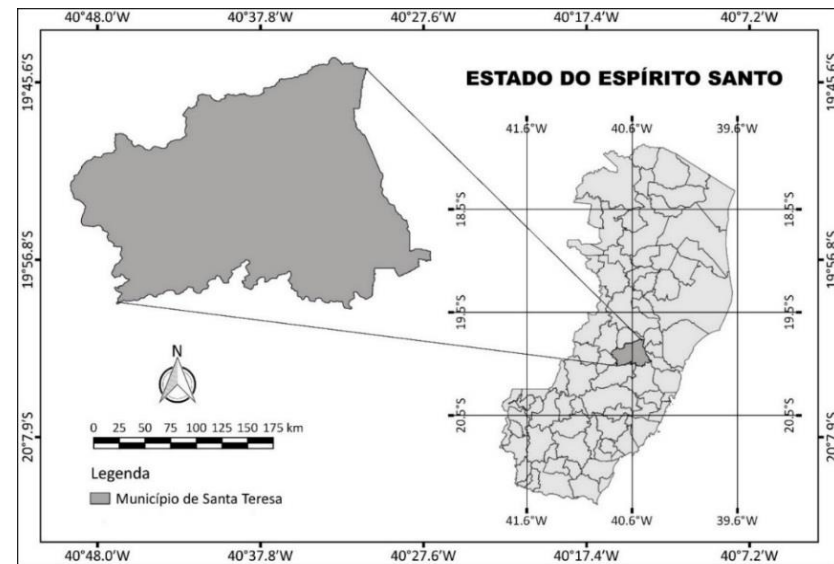 40°48.0'W 40°37.8'W 40°27.6'W 40°17.4'W 40°7.2'W
19°45.6'S
19°45.6'S
ESTADO DO ESPÍRITO SANTO
41.6°W 40.6°W 39.6°W
18.5°S
18.5°S
19°56.8'S
19°56.8'S
19.5°S
19.5°S
N
0 25 50 75 100 125 150 175 km
20.5°S
20.5°S
20°7.9'S
20°7.9'S
Legenda
Município de Santa Teresa
41.6°W 40.6°W 39.6°W
40°48.0'W 40°37.8'W 40°27.6'W 40°17.4'W 40°7.2'W